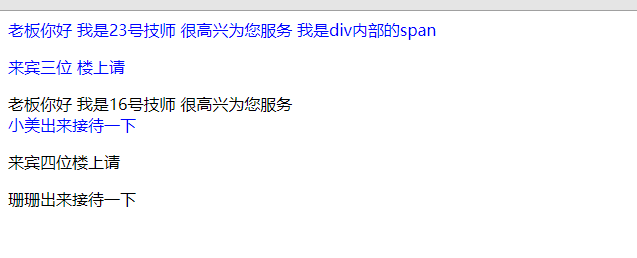 老板你好 我是23号技师 很高兴为您服务 我是div内部的span
来宾三位 楼上请
老板你好 我是16号技师 很高兴为您服务
小美出来接待一下
来宾四位楼上请
珊珊出来接待一下